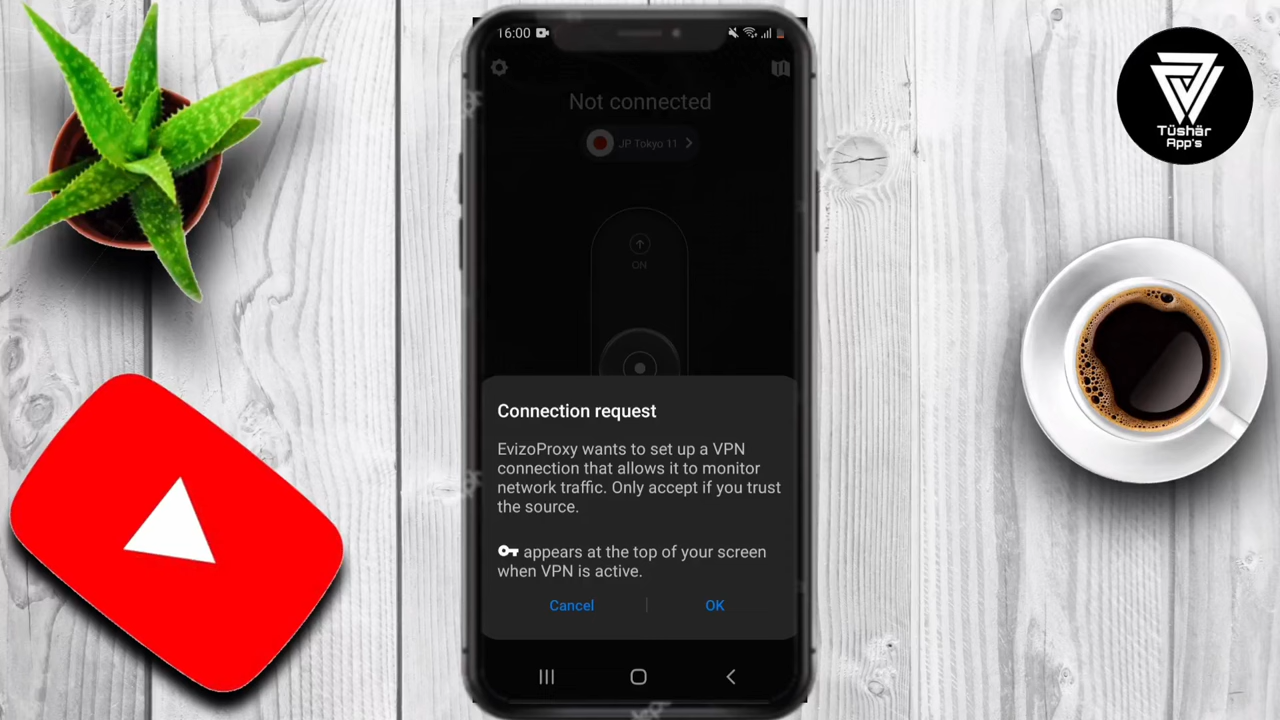 16:00
Not connected
JP Tokyo 11
ON
Connection request
EvizoProxy wants to set up a VPN
connection that allows it to monitor
network traffic. Only accept if you trust
the source.
appears at the top of your screen
when VPN is active.
Cancel
OK
Tüshär
App's